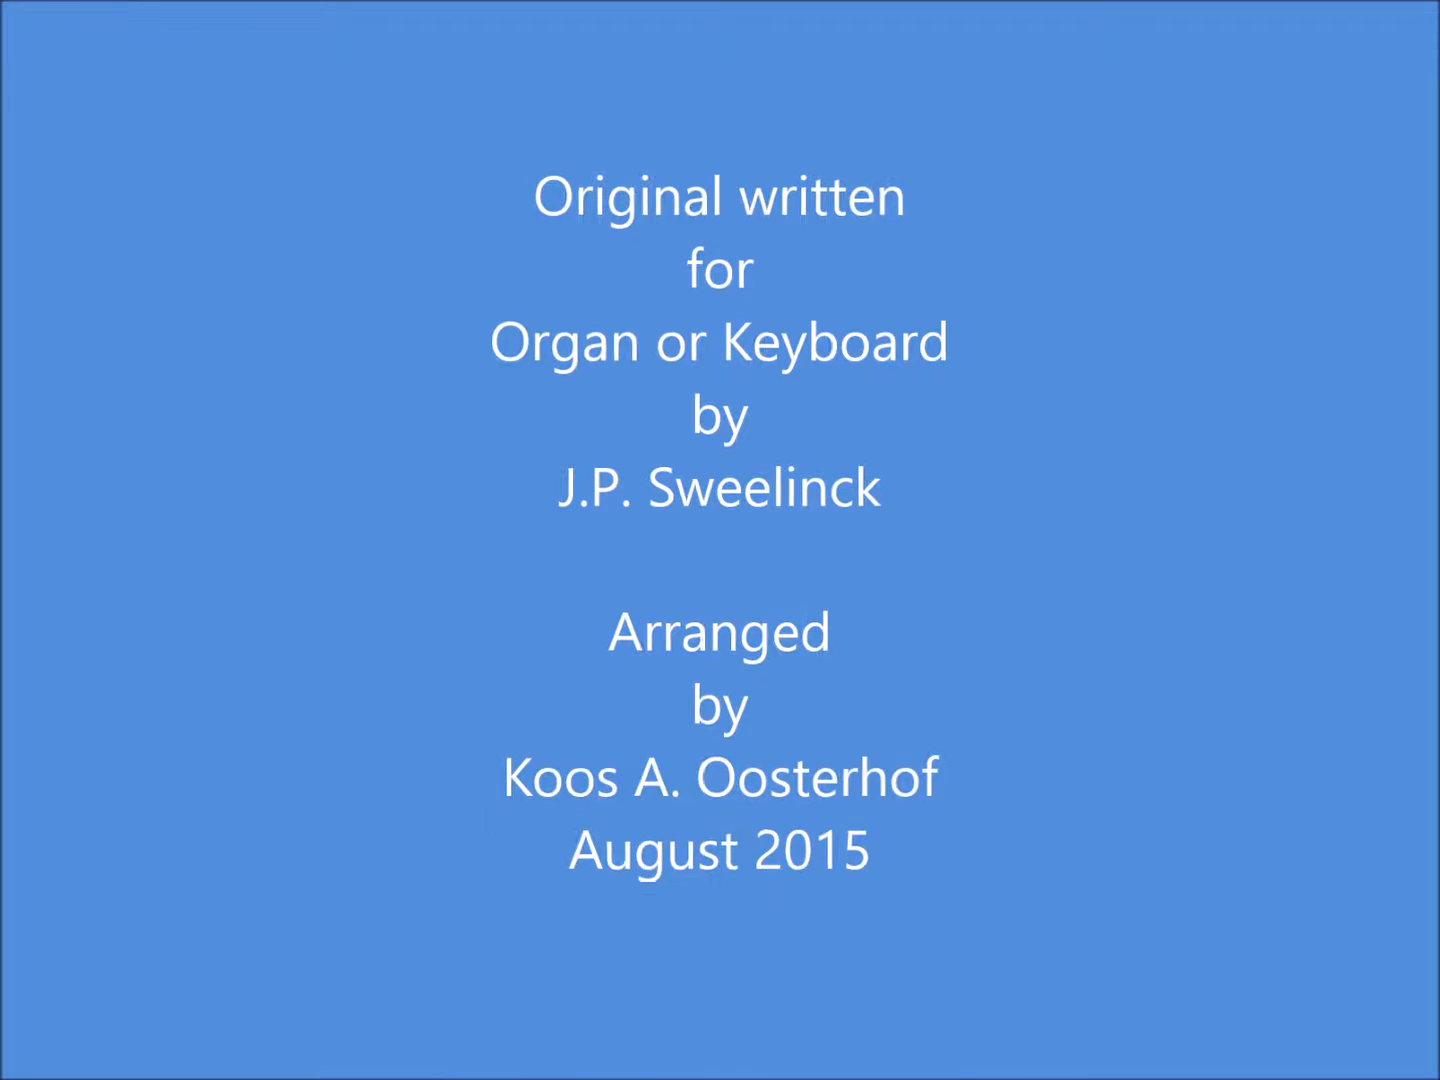 Original written
for
Organ or Keyboard
by
J.P. Sweelinck
Arranged
by
Koos A. Oosterhof
August 2015